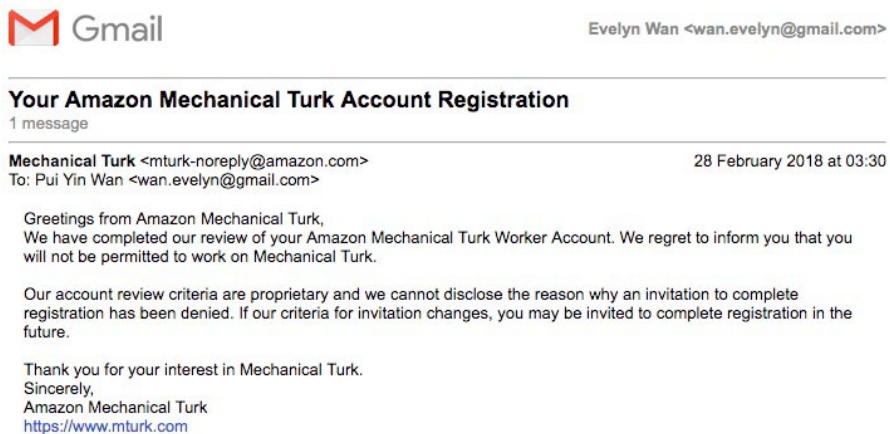 Gmail
Evelyn Wan <wan.evelyn@gmail.com>
Your Amazon Mechanical Turk Account Registration
1 message
Mechanical Turk <mturk-noreply@amazon.com> 28 February 2018 at 03:30
To: Pui Yin Wan <wan.evelyn@gmail.com>
Greetings from Amazon Mechanical Turk,
We have completed our review of your Amazon Mechanical Turk Worker Account. We regret to inform you that you
will not be permitted to work on Mechanical Turk.
Our account review criteria are proprietary and we cannot disclose the reason why an invitation to complete
registration has been denied. If our criteria for invitation changes, you may be invited to complete registration in the
future.
Thank you for your interest in Mechanical Turk.
Sincerely,
Amazon Mechanical Turk
https://www.mturk.com